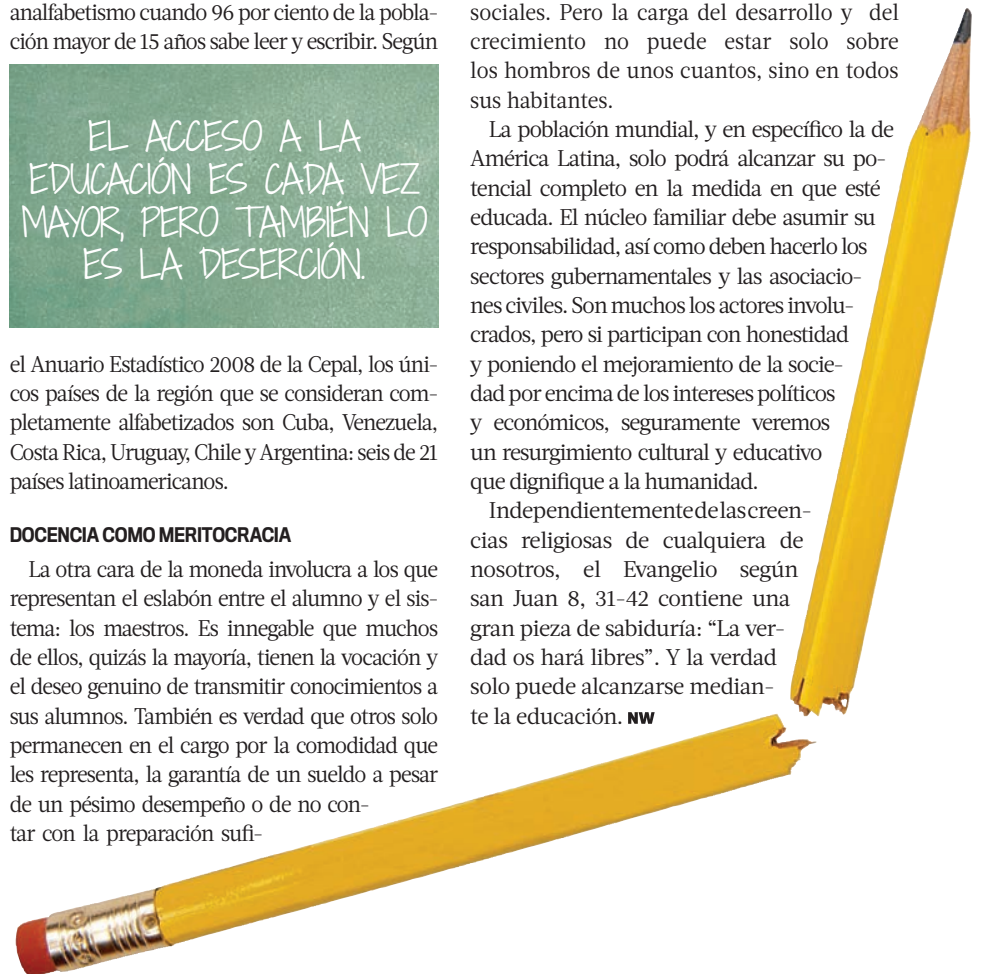 analfabetismo cuando 96 por ciento de la pobla-
ción mayor de 15 años sabe leer y escribir. Según
EL ACCESO A LA
EDUCACIÓN ES CADA VEZ
MAYOR, PERO TAMBIÉN LO
ES LA DESERCIÓN.
el Anuario Estadístico 2008 de la Cepal, los úni-
cos países de la región que se consideran com-
pletamente alfabetizados son Cuba, Venezuela,
Costa Rica, Uruguay, Chile y Argentina: seis de 21
países latinoamericanos.
DOCENCIA COMO MERITOCRACIA
La otra cara de la moneda involucra a los que
representan el eslabón entre el alumno y el sis-
tema: los maestros. Es innegable que muchos
de ellos, quizás la mayoría, tienen la vocación y
el deseo genuino de transmitir conocimientos a
sus alumnos. También es verdad que otros solo
permanecen en el cargo por la comodidad que
les representa, la garantía de un sueldo a pesar
de un pésimo desempeño o de no con-
tar con la preparación sufi-
sociales. Pero la carga del desarrollo y del
crecimiento no puede estar solo sobre
los hombros de unos cuantos, sino en todos
sus habitantes.
La población mundial, y en específico la de
América Latina, solo podrá alcanzar su po-
tencial completo en la medida en que esté
educada. El núcleo familiar debe asumir su
responsabilidad, así como deben hacerlo los
sectores gubernamentales y las asociacio-
nes civiles. Son muchos los actores involu-
crados, pero si participan con honestidad
y poniendo el mejoramiento de la socie-
dad por encima de los intereses políticos
y económicos, seguramente veremos
un resurgimiento cultural y educativo
que dignifique a la humanidad.
Independientemente de las creen-
cias religiosas de cualquiera de
nosotros, el Evangelio según
san Juan 8, 31-42 contiene una
gran pieza de sabiduría: “La ver-
dad os hará libres”. Y la verdad
solo puede alcanzarse median-
te la educación. NW